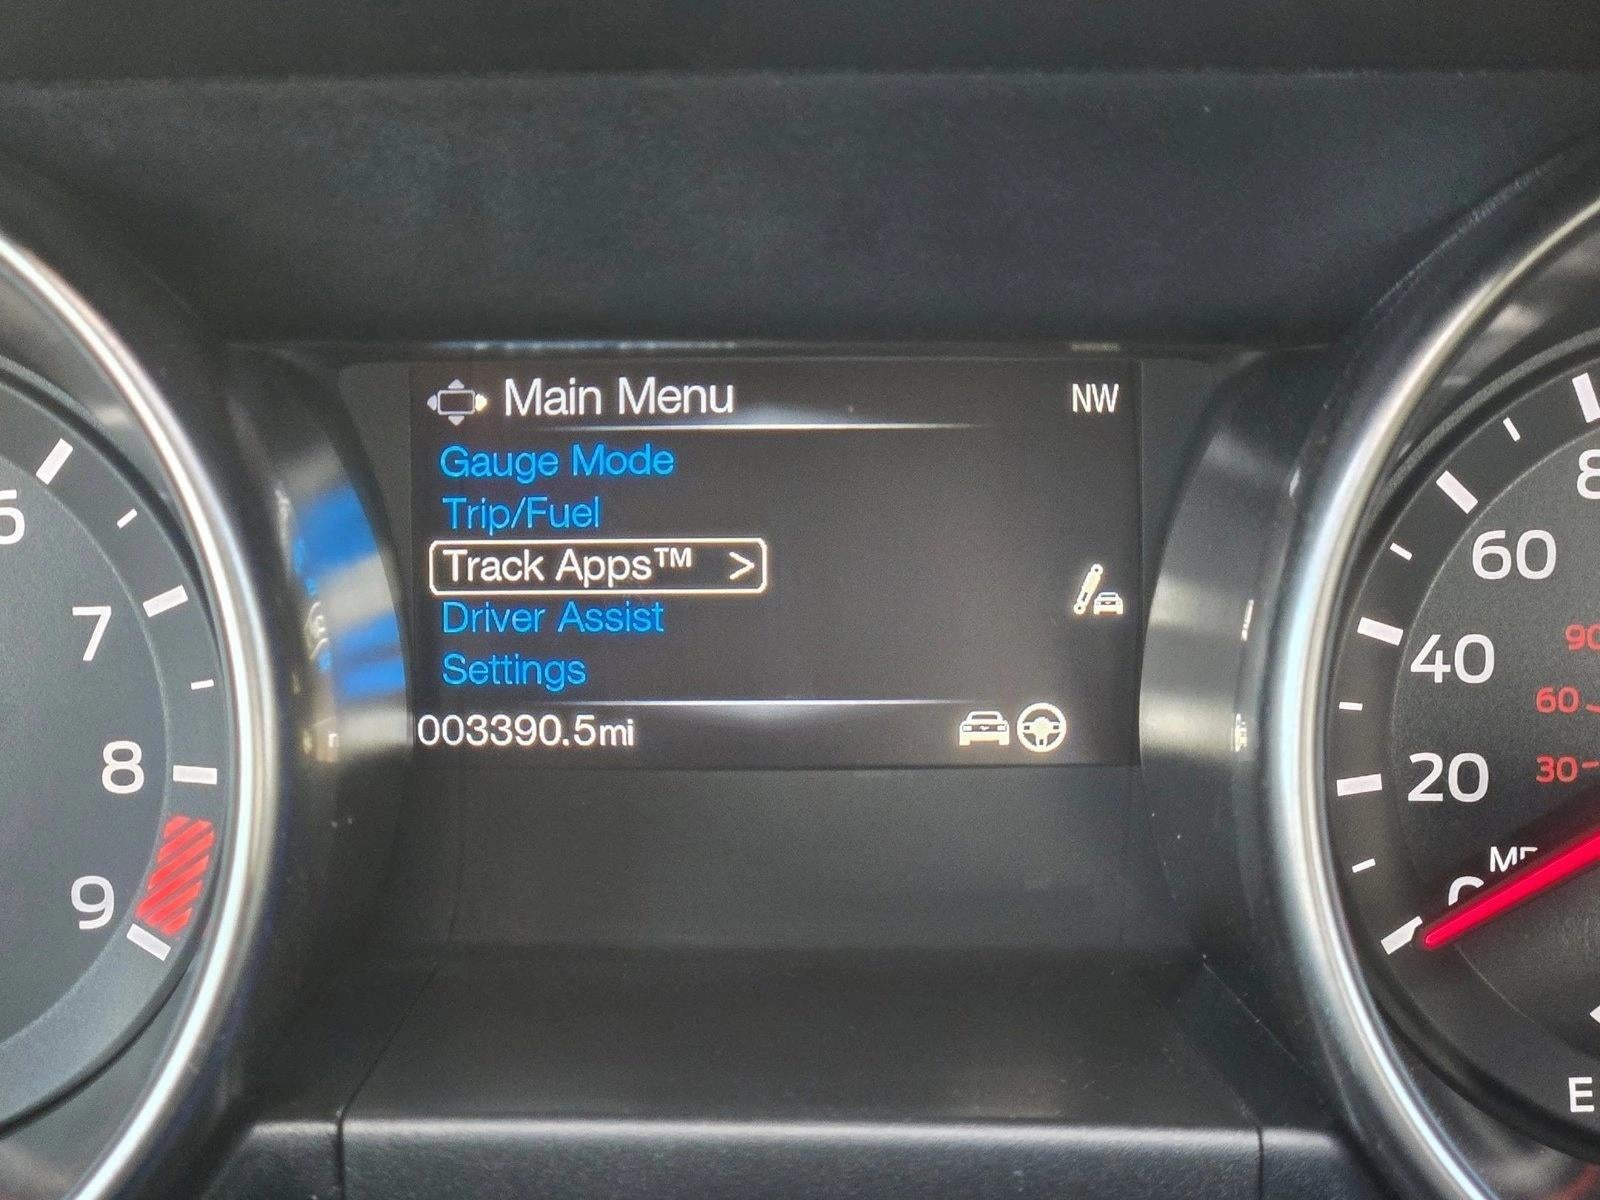 Main Menu NW
Gauge Mode
Trip/Fuel
Track Apps™ >
Driver Assist
Settings
003390.5mi
6
7
8
9
60
40
20
90
60
30
E